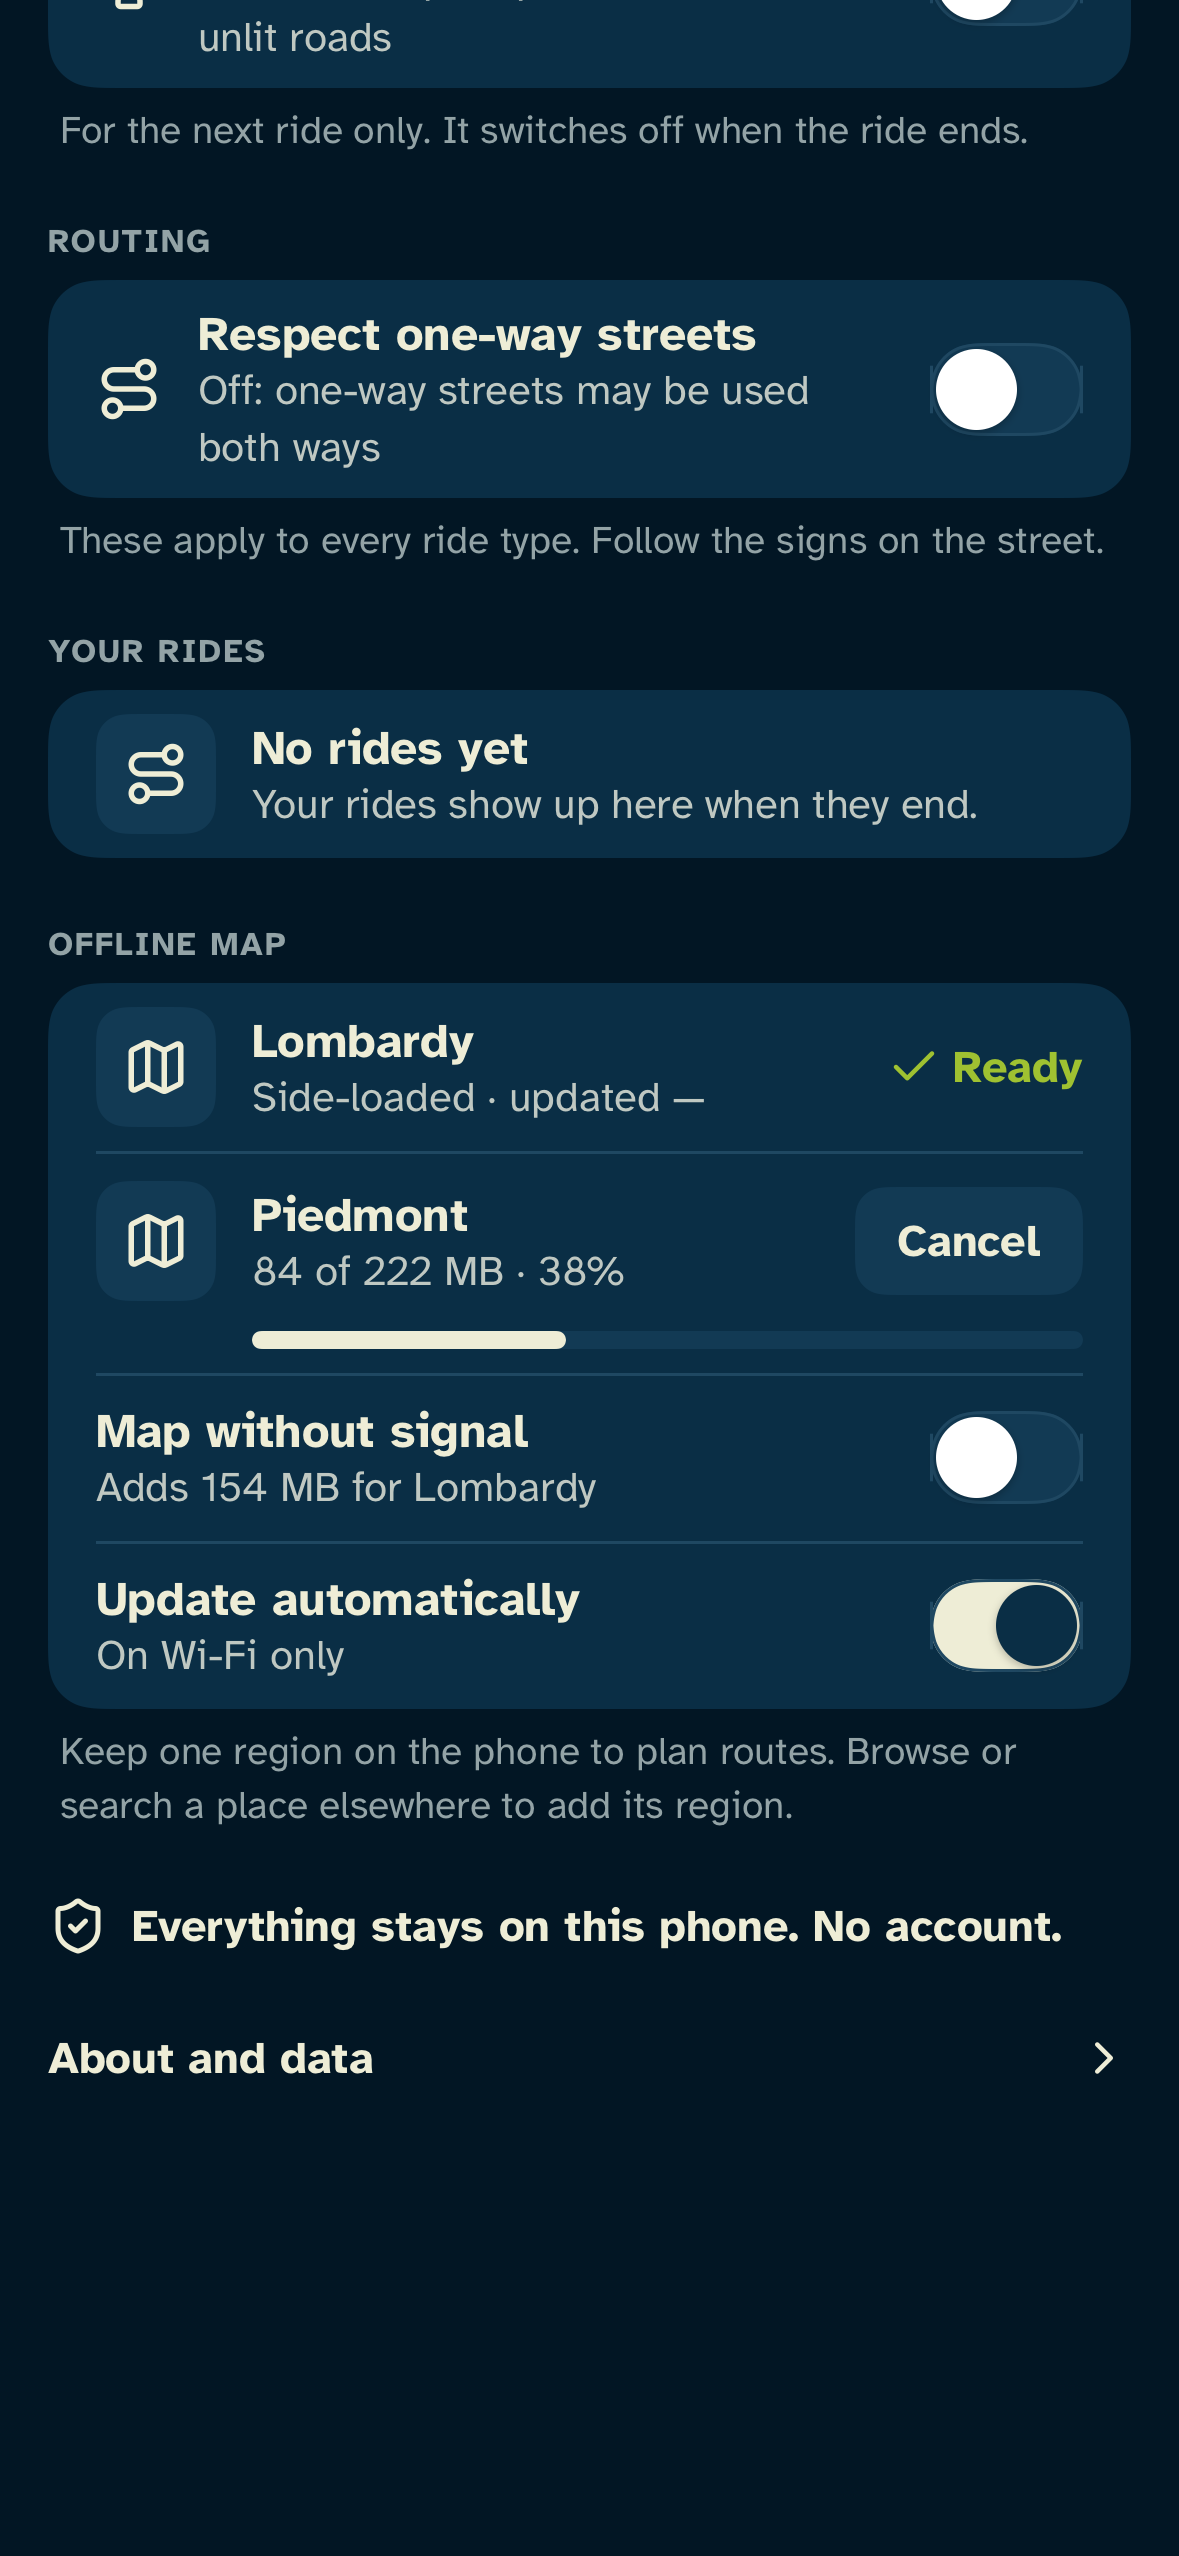 unlit roads
For the next ride only. It switches off when the ride ends.
ROUTING
Respect one-way streets
Off: one-way streets may be used
both ways
These apply to every ride type. Follow the signs on the street.
YOUR RIDES
No rides yet
Your rides show up here when they end.
OFFLINE MAP
Lombardy
Side-loaded · updated —
Ready
Piedmont
84 of 222 MB · 38%
Cancel
Map without signal
Adds 154 MB for Lombardy
Update automatically
On Wi-Fi only
Keep one region on the phone to plan routes. Browse or
search a place elsewhere to add its region.
Everything stays on this phone. No account.
About and data